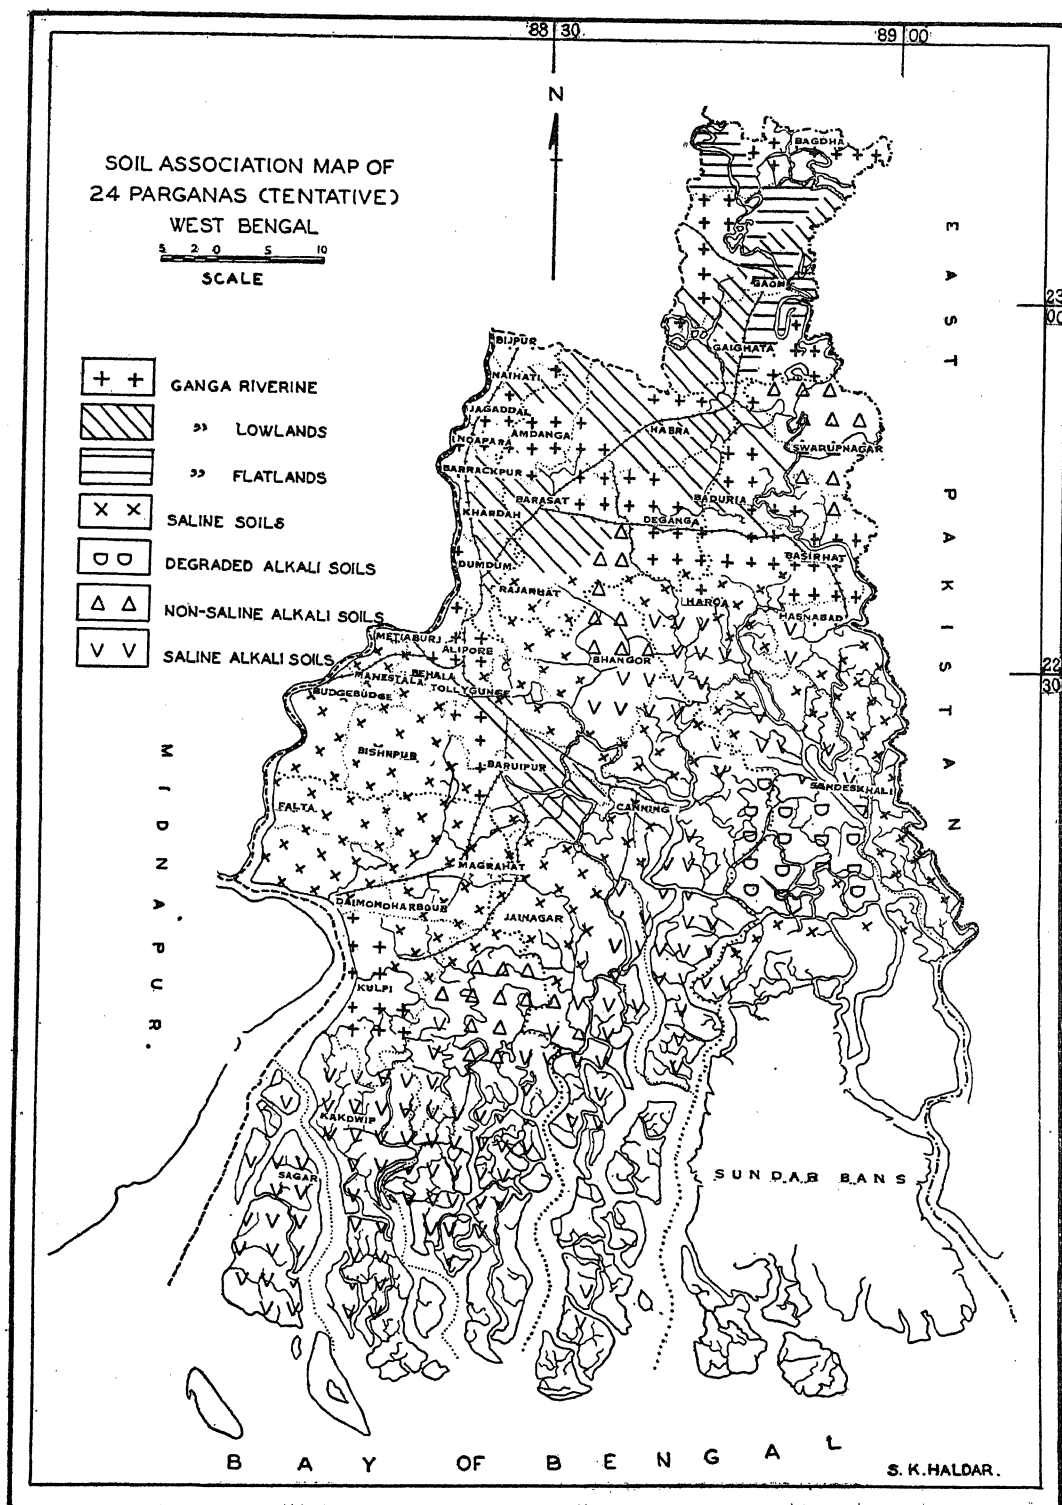 88 30
89 00
N
SOIL ASSOCIATION MAP OF
24 PARGANAS (TENTATIVE)
WEST BENGAL
5 2 0 5 10
SCALE
GANGA RIVERINE
” LOWLANDS
” FLATLANDS
SALINE SOILS
DEGRADED ALKALI SOILS
NON-SALINE ALKALI SOILS
SALINE ALKALI SOILS
BAGDHA
GAON
23
00
GAIGHATA
BIJPUR
NAIHATI
JAGADDAL
AMDANGA
NOAPARA
HABRA
SWARUPNAGAR
BARRACKPUR
BARASAT
BADURIA
KHARDAH
DEGANGA
BASIRHAT
DUMDUM
RAJARHAT
HAROA
HASNABAD
METIABURJ
ALIPORE
BHANGOR
BEHALA
MAHESTALA
TOLLYGUNGE
BUDGEBUDGE
22
30
BISHNPUR
BARUIPUR
SANDESKHALI
FALTA
CANNING
MAGRAHAT
DAIMONDHARBOUR
JAINAGAR
KULPI
KAKDWIP
SAGAR
SUNDAR BANS
EAST PAKISTAN
MIDNAPUR.
BAY OF BENGAL
S. K. HALDAR.